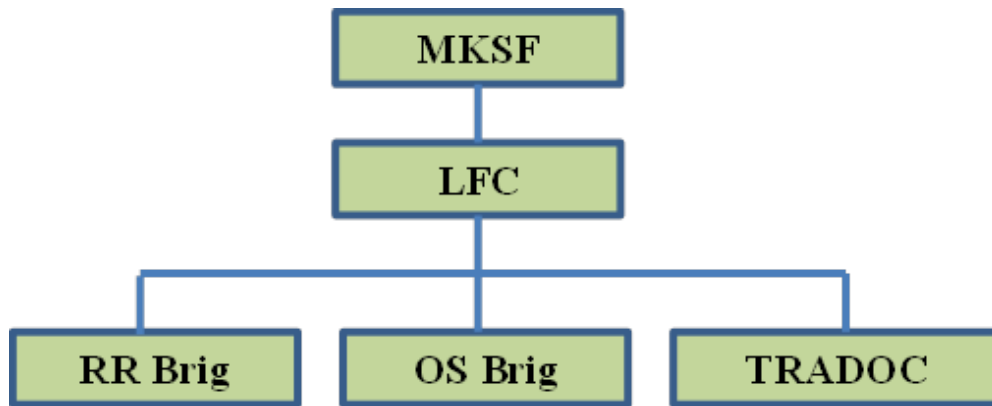 MKSF
LFC
RR Brig
OS Brig
TRADOC